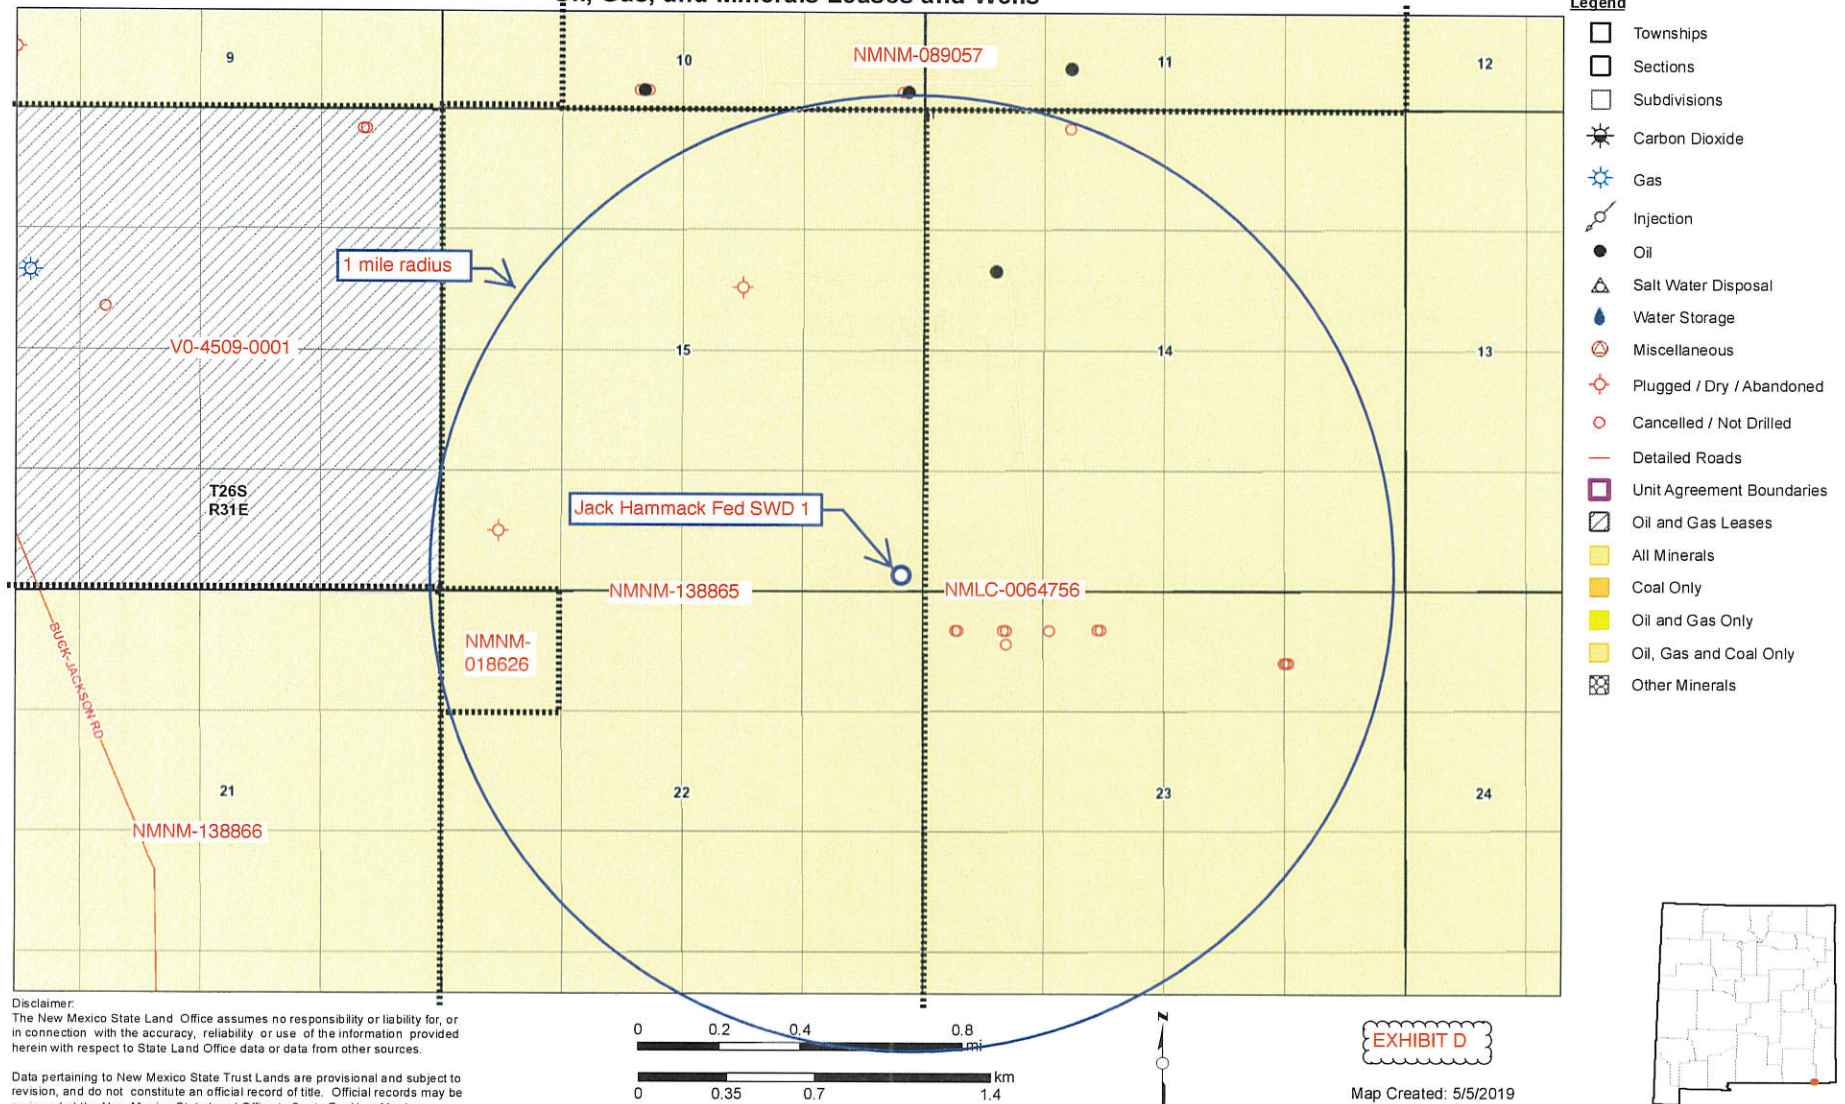 Oil, Gas, and Minerals Leases and Wells
9
10
NMNM-089057
11
12
1 mile radius
V0-4509-0001
15
14
13
T26S
R31E
Jack Hammack Fed SWD 1
NMNM-138865
NMLC-0064756
NMNM-
018626
BUCK-JACKSON RD
21
22
23
24
NMNM-138866
Legend
Townships
Sections
Subdivisions
Carbon Dioxide
Gas
Injection
Oil
Salt Water Disposal
Water Storage
Miscellaneous
Plugged / Dry / Abandoned
Cancelled / Not Drilled
Detailed Roads
Unit Agreement Boundaries
Oil and Gas Leases
All Minerals
Coal Only
Oil and Gas Only
Oil, Gas and Coal Only
Other Minerals
Disclaimer:
The New Mexico State Land Office assumes no responsibility or liability for, or
in connection with the accuracy, reliability or use of the information provided
herein with respect to State Land Office data or data from other sources.
Data pertaining to New Mexico State Trust Lands are provisional and subject to
revision, and do not constitute an official record of title. Official records may be
0 0.2 0.4 0.8
mi
km
0 0.35 0.7 1.4
N
EXHIBIT D
Map Created: 5/5/2019